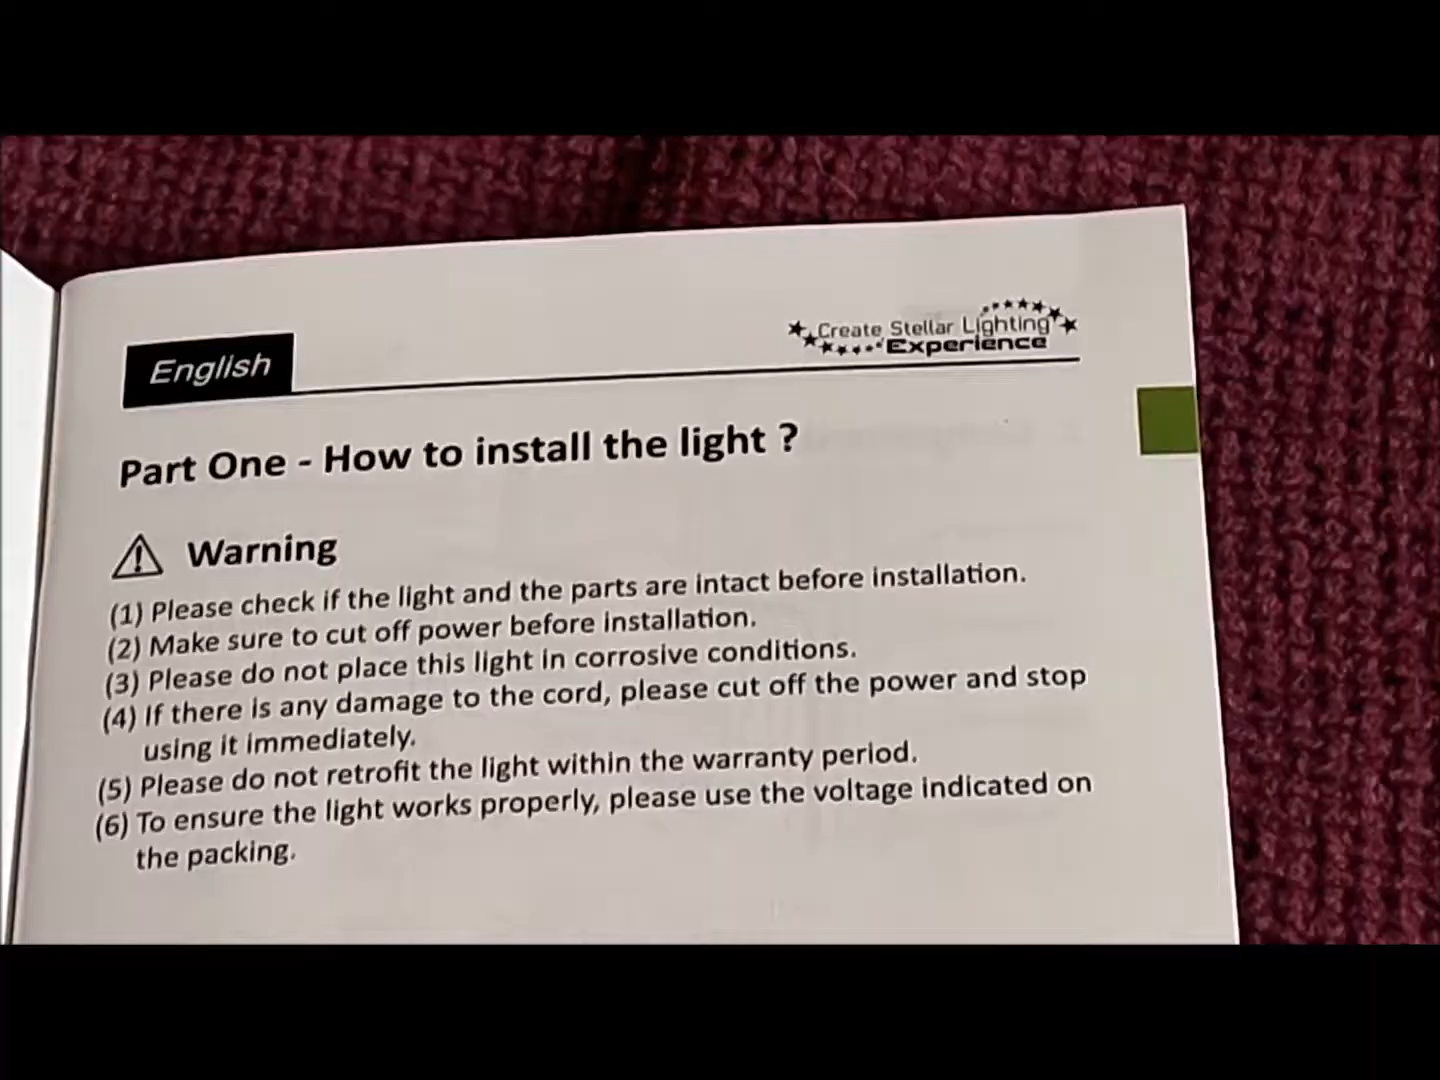 English
Create Stellar Lighting
Experience
Part One - How to install the light ?
Warning
(1) Please check if the light and the parts are intact before installation.
(2) Make sure to cut off power before installation.
(3) Please do not place this light in corrosive conditions.
(4) If there is any damage to the cord, please cut off the power and stop
using it immediately.
(5) Please do not retrofit the light within the warranty period.
(6) To ensure the light works properly, please use the voltage indicated on
the packing.